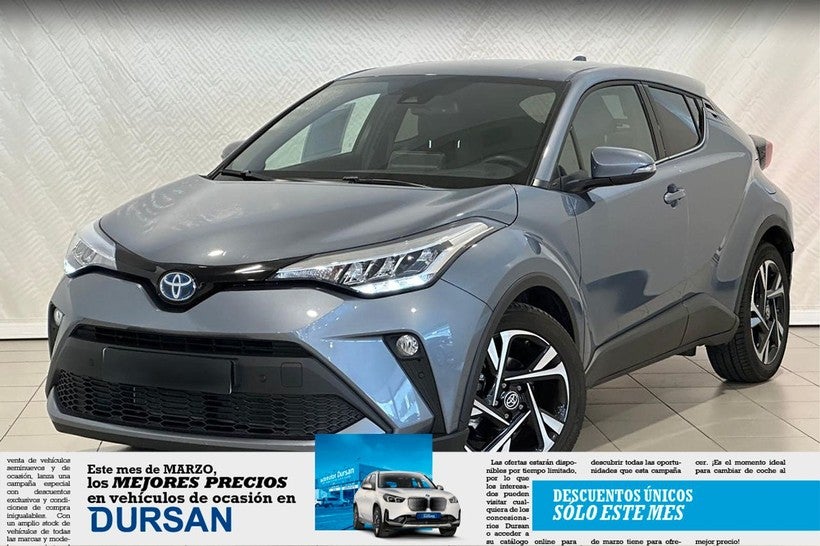 venta de vehículos
seminuevos y de
ocasión, lanza una
campaña especial
con descuentos
exclusivos y condi-
ciones de compra
inigualables. Con
un amplio stock de
vehículos de todas
las marcas y mode-
Este mes de MARZO,
los MEJORES PRECIOS
en vehículos de ocasión en
DURSAN
Dursan
Las ofertas estarán dispo-
nibles por tiempo limitado,
por lo que
los interesa-
dos pueden
visitar cual-
quiera de los
concesiona-
rios Dursan
o acceder a
su catálogo online para
descubrir todas las oportu-
nidades que esta campaña
cer. ¡Es el momento ideal
para cambiar de coche al
DESCUENTOS ÚNICOS
SÓLO ESTE MES
de marzo tiene para ofre-
mejor precio!